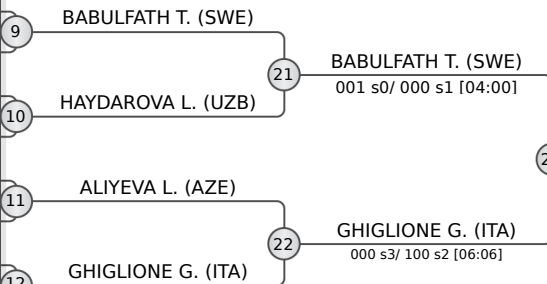 BABULFATH T. (SWE)
9
21
BABULFATH T. (SWE)
001 s0/ 000 s1 [04:00]
HAYDAROVA L. (UZB)
10
ALIYEVA L. (AZE)
11
22
GHIGLIONE G. (ITA)
000 s3/ 100 s2 [06:06]
GHIGLIONE G. (ITA)
12